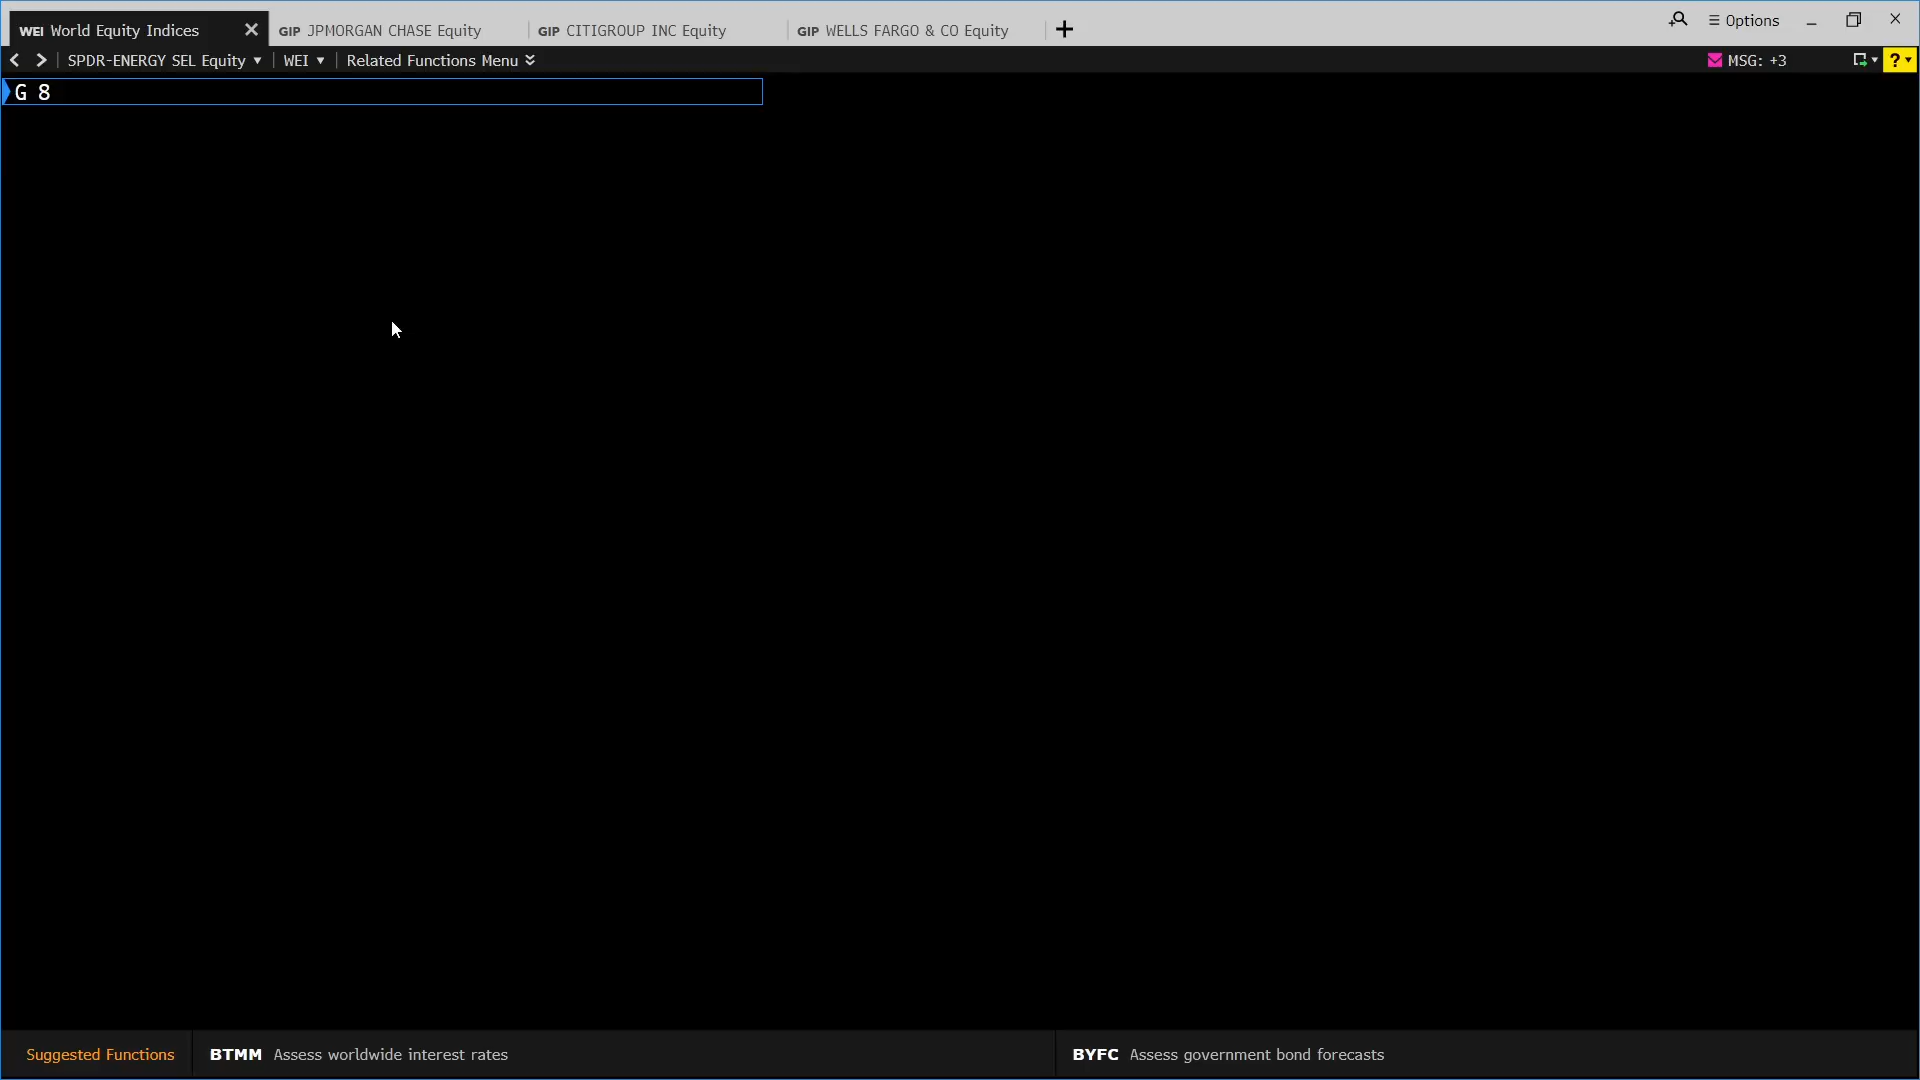 WEI World Equity Indices GIP JPMORGAN CHASE Equity GIP CITIGROUP INC Equity GIP WELLS FARGO & CO Equity Options
SPDR-ENERGY SEL Equity WEI Related Functions Menu MSG: +3 ?
G 8
Suggested Functions BTMM Assess worldwide interest rates BYFC Assess government bond forecasts